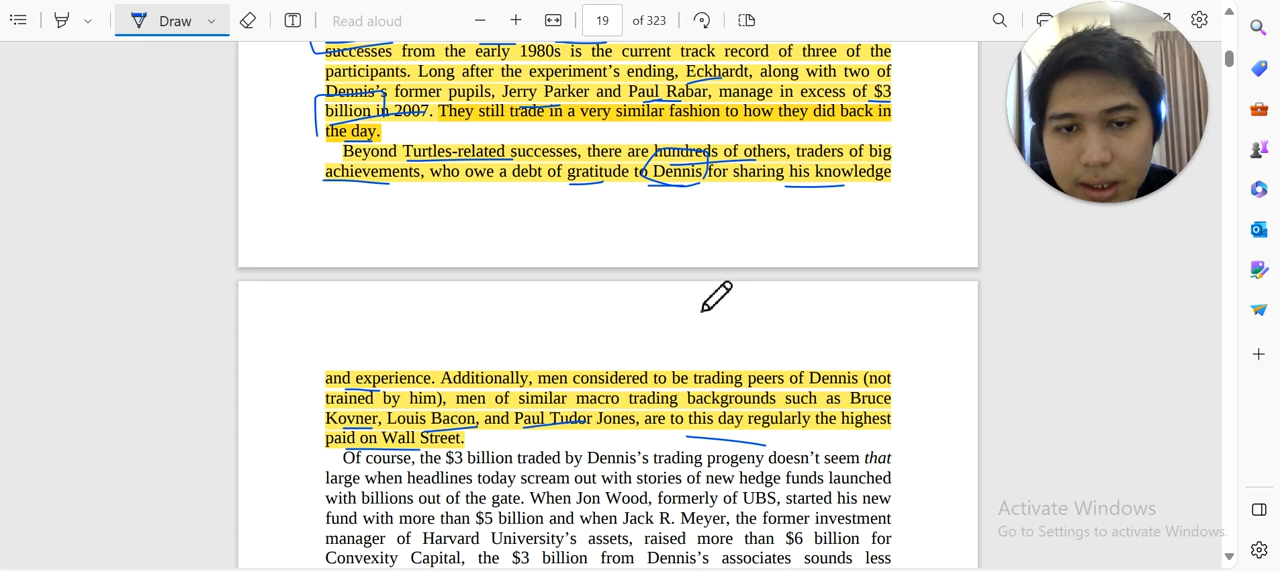 Draw
Read aloud
19 of 323
successes from the early 1980s is the current track record of three of the
participants. Long after the experiment’s ending, Eckhardt, along with two of
Dennis’s former pupils, Jerry Parker and Paul Rabar, manage in excess of $3
billion in 2007. They still trade in a very similar fashion to how they did back in
the day.
Beyond Turtles-related successes, there are hundreds of others, traders of big
achievements, who owe a debt of gratitude to Dennis for sharing his knowledge
and experience. Additionally, men considered to be trading peers of Dennis (not
trained by him), men of similar macro trading backgrounds such as Bruce
Kovner, Louis Bacon, and Paul Tudor Jones, are to this day regularly the highest
paid on Wall Street.
Of course, the $3 billion traded by Dennis’s trading progeny doesn’t seem that
large when headlines today scream out with stories of new hedge funds launched
with billions out of the gate. When Jon Wood, formerly of UBS, started his new
fund with more than $5 billion and when Jack R. Meyer, the former investment
manager of Harvard University’s assets, raised more than $6 billion for
Convexity Capital, the $3 billion from Dennis’s associates sounds less
Activate Windows
Go to Settings to activate Windows.